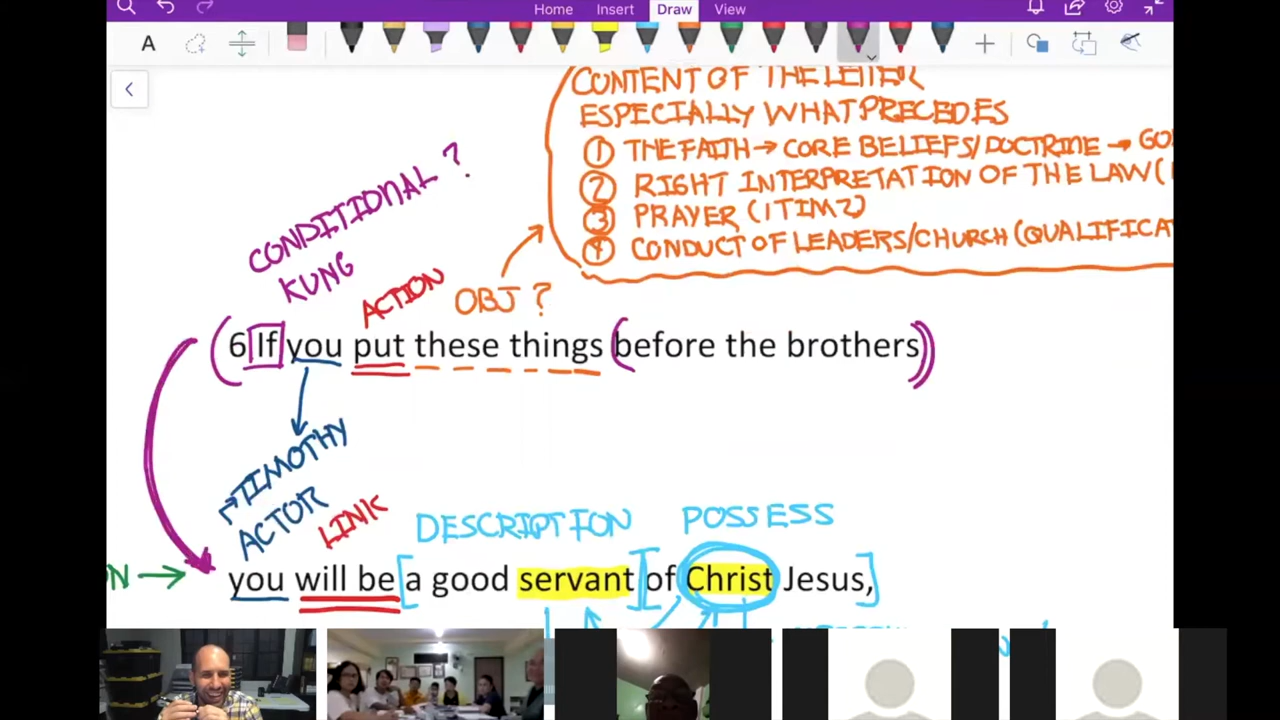 Home Insert Draw View
A
CONTENT OF THE LETTER
ESPECIALLY WHAT PRECEDES
① THE FAITH → CORE BELIEFS/DOCTRINE →
② RIGHT INTERPRETATION OF THE LAW (
③ PRAYER (1 TIM 2)
④ CONDUCT OF LEADERS/CHURCH (QUALIFICAT
CONDITIONAL ?
KUNG
ACTION
OBJ ?
(6 If you put these things (before the brothers))
TIMOTHY
ACTOR
LINK
DESCRIPTION
POSSESS
N → you will be [a good servant] [of Christ Jesus,]